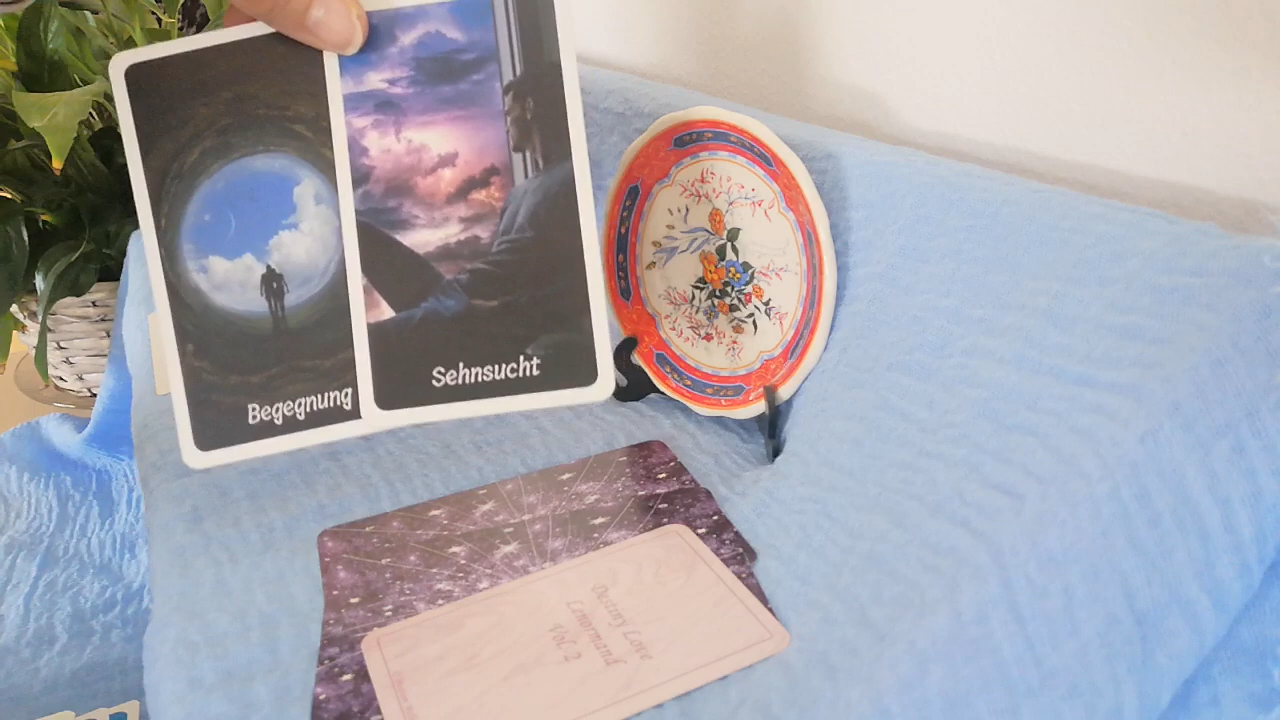 Begegnung
Sehnsucht
Destiny Love
Lenormand
Vol. 2